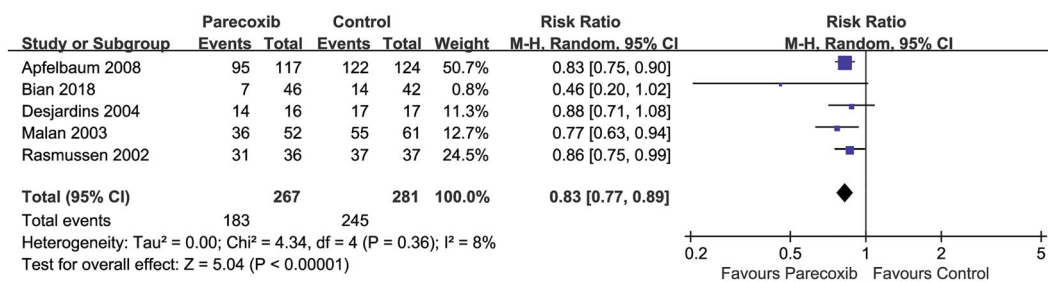 Parecoxib Control Risk Ratio Risk Ratio
Study or Subgroup Events Total Events Total Weight M-H, Random, 95% CI M-H, Random, 95% CI
Apfelbaum 2008 95 117 122 124 50.7% 0.83 [0.75, 0.90]
Bian 2018 7 46 14 42 0.8% 0.46 [0.20, 1.02]
Desjardins 2004 14 16 17 17 11.3% 0.88 [0.71, 1.08]
Malan 2003 36 52 55 61 12.7% 0.77 [0.63, 0.94]
Rasmussen 2002 31 36 37 37 24.5% 0.86 [0.75, 0.99]
Total (95% CI) 267 281 100.0% 0.83 [0.77, 0.89]
Total events 183 245
Heterogeneity: Tau² = 0.00; Chi² = 4.34, df = 4 (P = 0.36); I² = 8%
Test for overall effect: Z = 5.04 (P < 0.00001)
0.2 0.5 1 2 5
Favours Parecoxib Favours Control